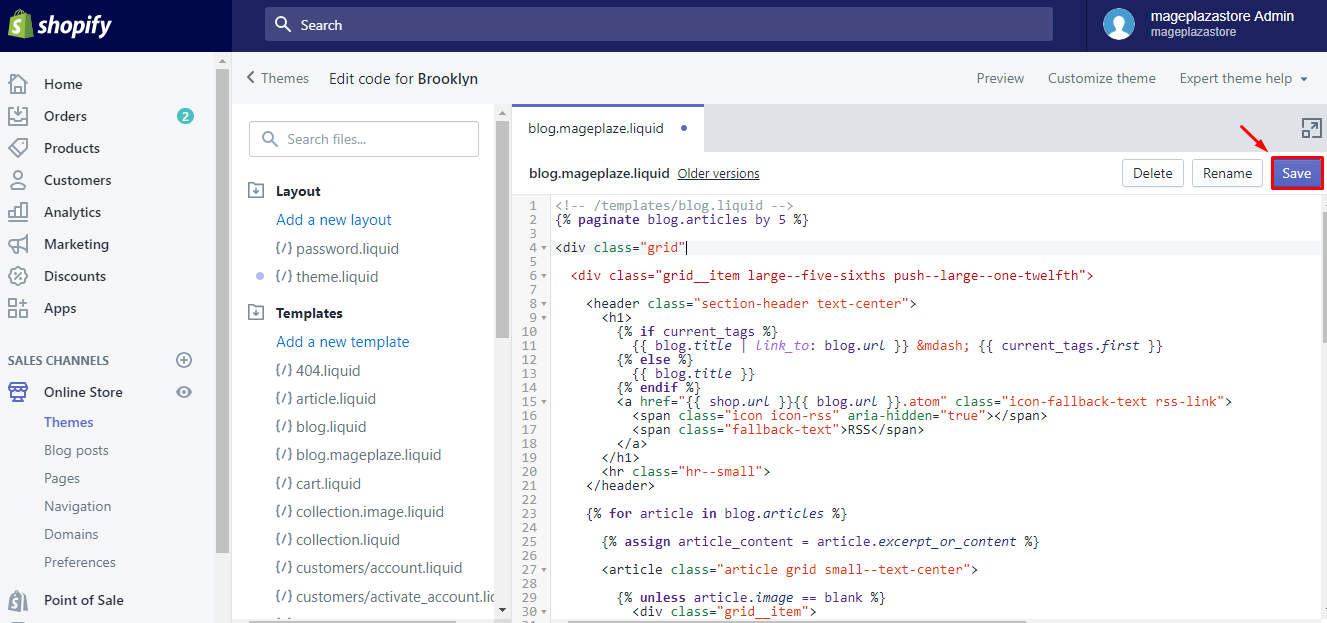 shopify
Search
mageplazastore Admin
mageplazastore
Home
Orders
2
Products
Customers
Analytics
Marketing
Discounts
Apps
SALES CHANNELS
Online Store
Themes
Blog posts
Pages
Navigation
Domains
Preferences
Point of Sale
Themes
Edit code for Brooklyn
Preview
Customize theme
Expert theme help
Search files...
Layout
Add a new layout
{/} password.liquid
{/} theme.liquid
Templates
Add a new template
{/} 404.liquid
{/} article.liquid
{/} blog.liquid
{/} blog.mageplaze.liquid
{/} cart.liquid
{/} collection.image.liquid
{/} collection.liquid
{/} customers/account.liquid
{/} customers/activate_account.lic
blog.mageplaze.liquid
blog.mageplaze.liquid Older versions
Delete
Rename
Save
1 <!-- /templates/blog.liquid -->
2 {% paginate blog.articles by 5 %}
3
4 <div class="grid"
5
6 <div class="grid__item large--five-sixths push--large--one-twelfth">
7
8 <header class="section-header text-center">
9 <h1>
10 {% if current_tags %}
11 {{ blog.title | link_to: blog.url }} &mdash; {{ current_tags.first }}
12 {% else %}
13 {{ blog.title }}
14 {% endif %}
15 <a href="{{ shop.url }}{{ blog.url }}.atom" class="icon-fallback-text rss-link">
16 <span class="icon icon-rss" aria-hidden="true"></span>
17 <span class="fallback-text">RSS</span>
18 </a>
19 </h1>
20 <hr class="hr--small">
21 </header>
22
23 {% for article in blog.articles %}
24
25 {% assign article_content = article.excerpt_or_content %}
26
27 <article class="article grid small--text-center">
28
29 {% unless article.image == blank %}
30 <div class="grid__item">